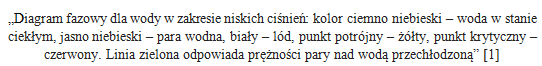 „Diagram fazowy dla wody w zakresie niskich ciśnień: kolor ciemno niebieski – woda w stanie
ciekłym, jasno niebieski – para wodna, biały – lód, punkt potrójny – żółty, punkt krytyczny –
czerwony. Linia zielona odpowiada prężności pary nad wodą przechłodzoną” [1]